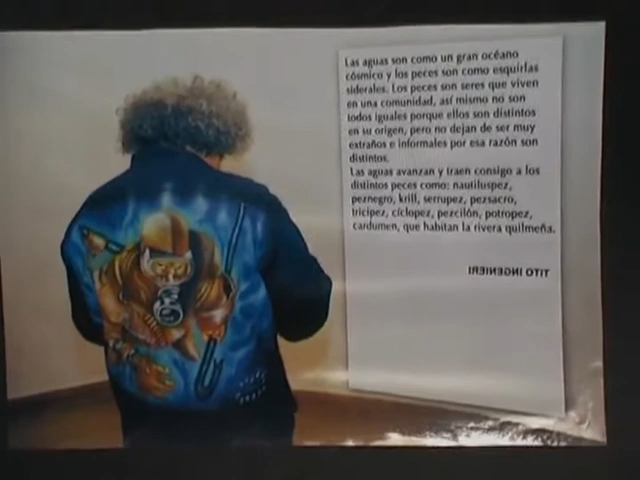 Las aguas son como un gran océano
cósmico y los peces son como esquirlas
siderales. Los peces son seres que viven
en una comunidad, así mismo no son
todos iguales porque ellos son distintos
en su origen, pero no dejan de ser muy
extraños e informales por esa razón son
distintos.
Las aguas avanzan y traen consigo a los
distintos peces como: nautiluspez,
peznegro, krill, serrupez, pezsacro,
tricipez, cíclopez, pezcilón, potropez,
cardumen, que habitan la rivera quilmeña.
TITO INGENIERI